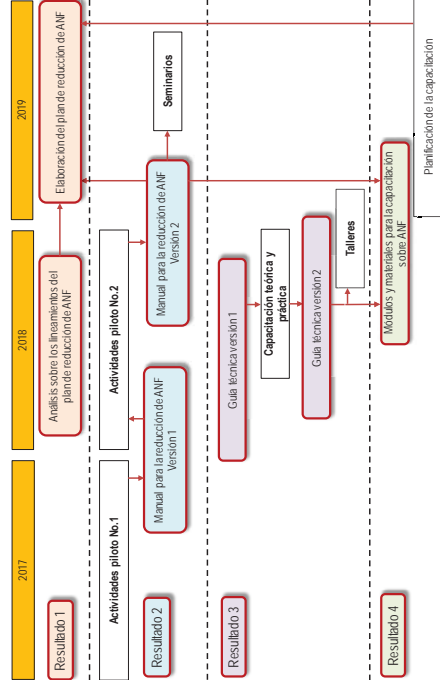 2017
2018
2019
Resultado 1
Análisis sobre los lineamientos del
plan de reducción de ANF
Elaboración del plan de reducción de ANF
Actividades piloto No.1
Actividades piloto No.2
Resultado 2
Manual para la reducción de ANF
Versión 1
Manual para la reducción de ANF
Versión 2
Seminarios
Resultado 3
Guía técnica versión 1
Capacitación teórica y
práctica
Guía técnica versión 2
Talleres
Resultado 4
Módulos y materiales para la capacitación
sobre ANF
Planificación de la capacitación